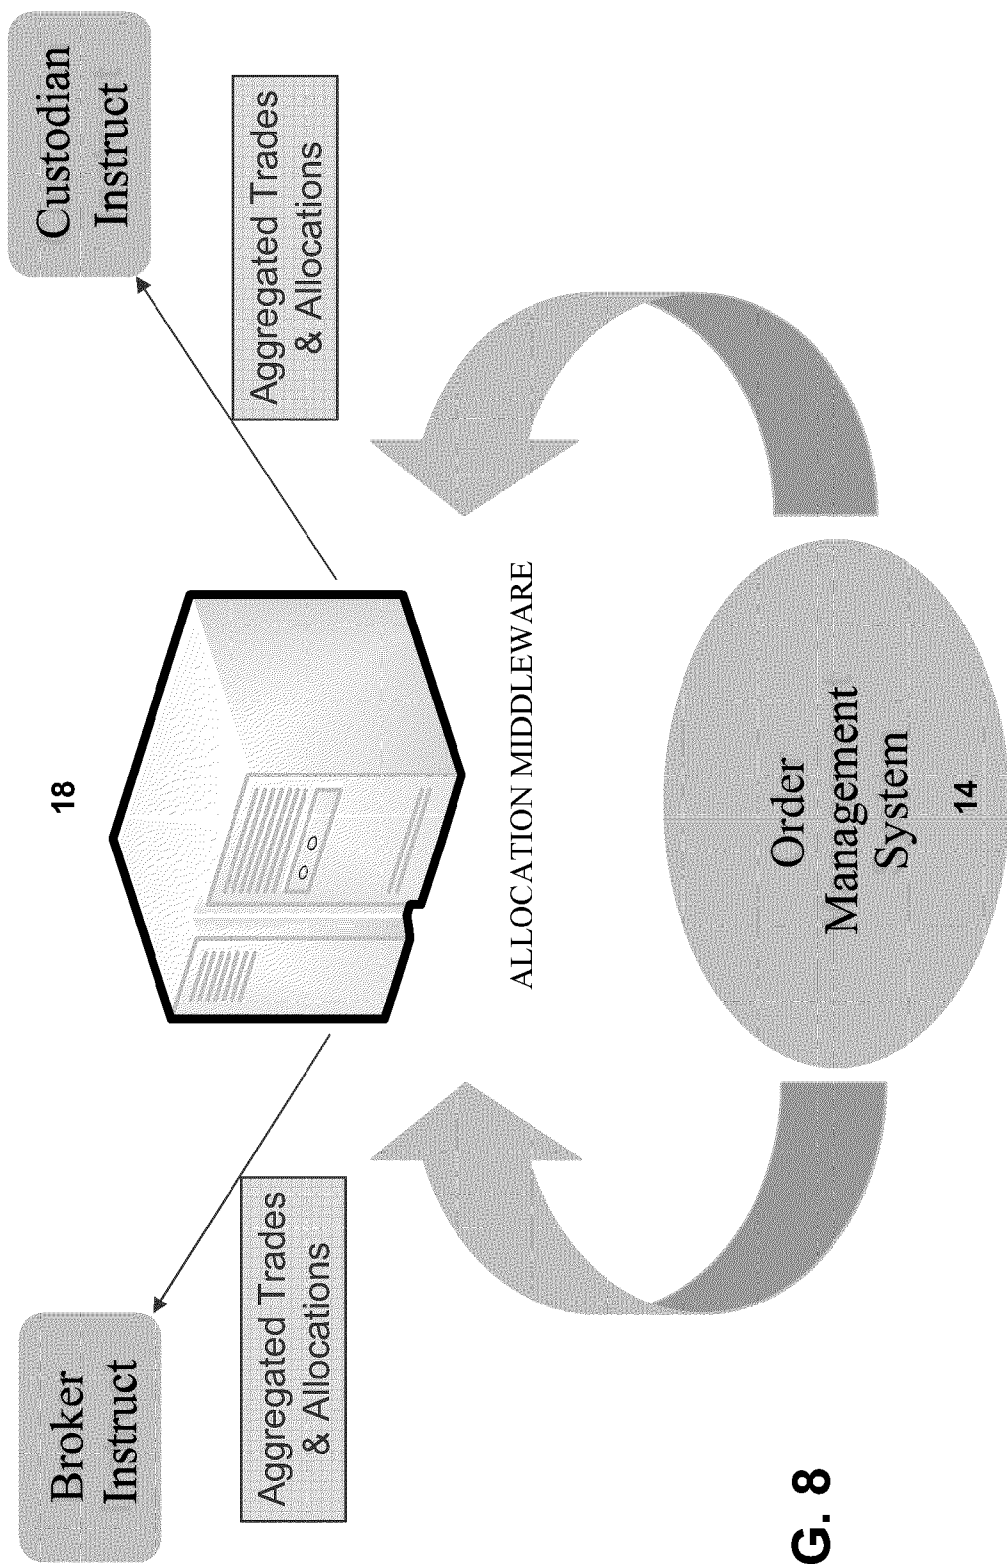 18
Broker
Instruct
Custodian
Instruct
Aggregated Trades
& Allocations
Aggregated Trades
& Allocations
ALLOCATION MIDDLEWARE
Order
Management
System
14
G. 8